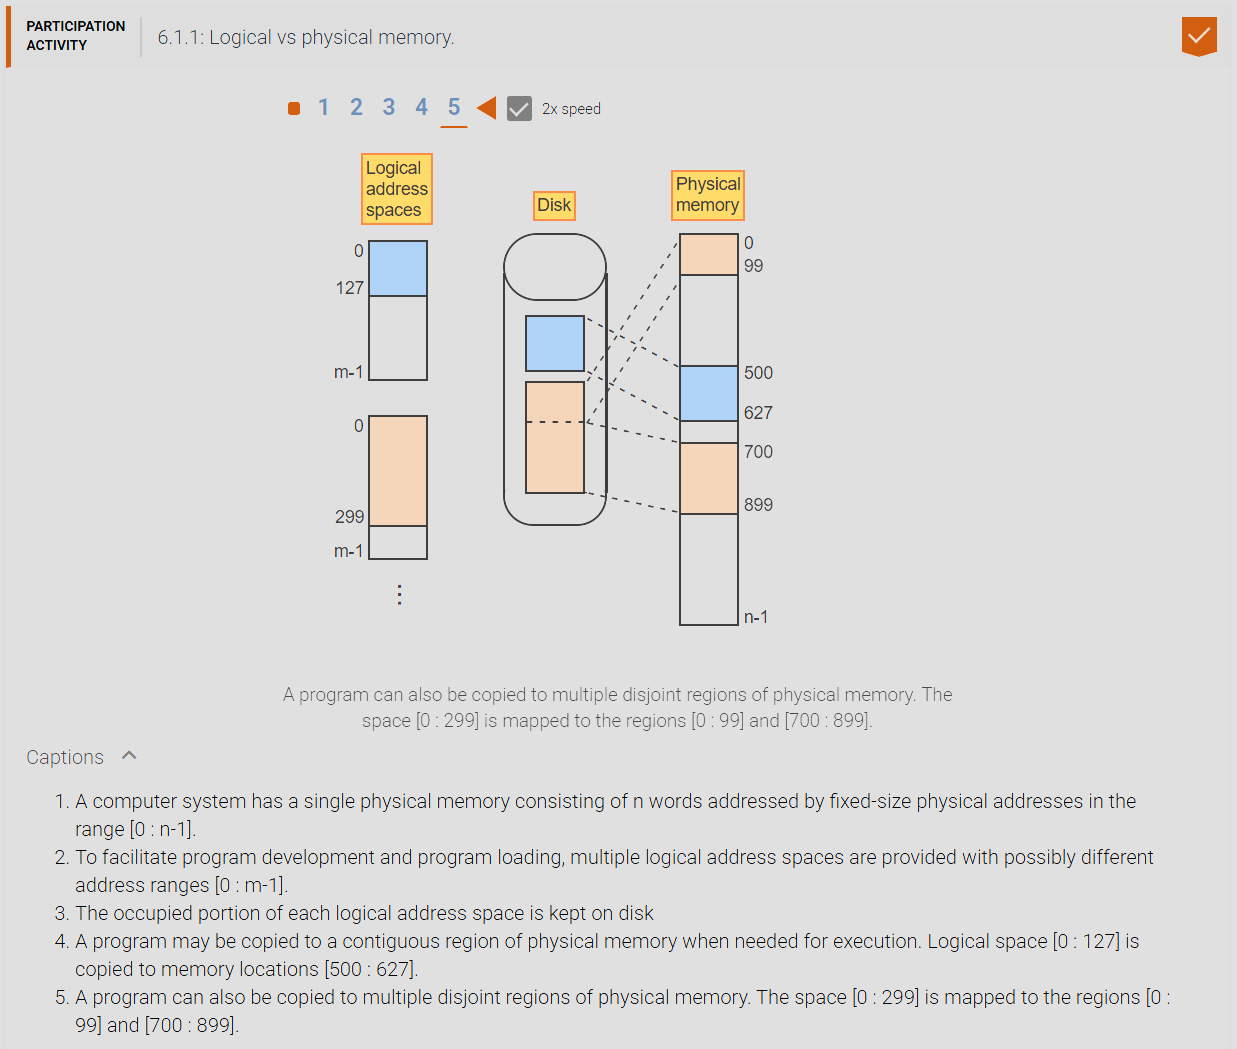 PARTICIPATION
ACTIVITY
6.1.1: Logical vs physical memory.
1 2 3 4 5 2x speed
Logical
address
spaces
Disk
Physical
memory
0
127
m-1
0
299
m-1
0
99
500
627
700
899
n-1
A program can also be copied to multiple disjoint regions of physical memory. The
space [0 : 299] is mapped to the regions [0 : 99] and [700 : 899].
Captions
1. A computer system has a single physical memory consisting of n words addressed by fixed-size physical addresses in the
range [0 : n-1].
2. To facilitate program development and program loading, multiple logical address spaces are provided with possibly different
address ranges [0 : m-1].
3. The occupied portion of each logical address space is kept on disk
4. A program may be copied to a contiguous region of physical memory when needed for execution. Logical space [0 : 127] is
copied to memory locations [500 : 627].
5. A program can also be copied to multiple disjoint regions of physical memory. The space [0 : 299] is mapped to the regions [0 :
99] and [700 : 899].